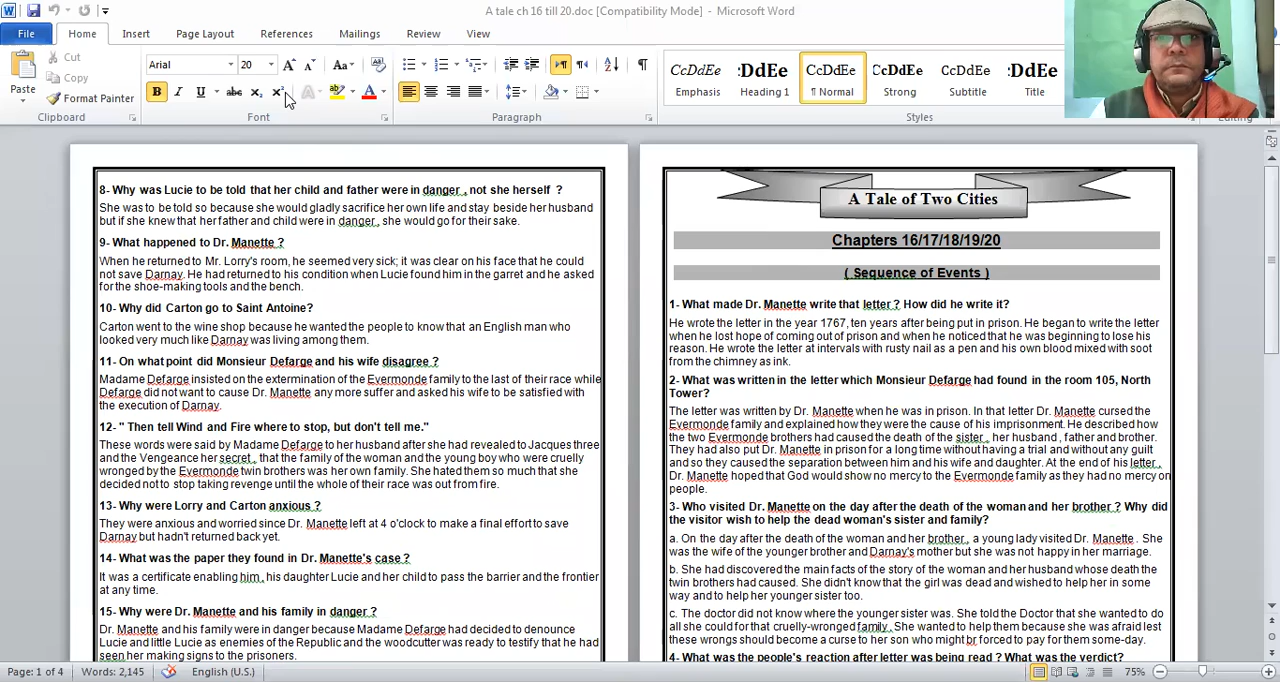 A tale ch 16 till 20.doc [Compatibility Mode] - Microsoft Word
File Home Insert Page Layout References Mailings Review View
Cut
Copy
Format Painter
Paste
Arial 20
Clipboard Font Paragraph Styles Editing
CcDdEe :DdEe CcDdEe CcDdEe CcDdEe :DdEe
Emphasis Heading 1 ¶ Normal Strong Subtitle Title
8- Why was Lucie to be told that her child and father were in danger , not she herself ?
She was to be told so because she would gladly sacrifice her own life and stay beside her husband
but if she knew that her father and child were in danger , she would go for their sake.
9- What happened to Dr. Manette ?
When he returned to Mr. Lorry's room, he seemed very sick; it was clear on his face that he could
not save Darnay. He had returned to his condition when Lucie found him in the garret and he asked
for the shoe-making tools and the bench.
10- Why did Carton go to Saint Antoine?
Carton went to the wine shop because he wanted the people to know that an English man who
looked very much like Darnay was living among them.
11- On what point did Monsieur Defarge and his wife disagree ?
Madame Defarge insisted on the extermination of the Evermonde family to the last of their race while
Defarge did not want to cause Dr. Manette any more suffer and asked his wife to be satisfied with
the execution of Darnay.
12- " Then tell Wind and Fire where to stop, but don't tell me."
These words were said by Madame Defarge to her husband after she had revealed to Jacques three
and the Vengeance her secret , that the family of the woman and the young boy who were cruelly
wronged by the Evermonde twin brothers was her own family. She hated them so much that she
decided not to stop taking revenge until the whole of their race was out from fire.
13- Why were Lorry and Carton anxious ?
They were anxious and worried since Dr. Manette left at 4 o'clock to make a final effort to save
Darnay but hadn't returned back yet.
14- What was the paper they found in Dr. Manette's case ?
It was a certificate enabling him , his daughter Lucie and her child to pass the barrier and the frontier
at any time.
15- Why were Dr. Manette and his family in danger ?
Dr. Manette and his family were in danger because Madame Defarge had decided to denounce
Lucie and little Lucie as enemies of the Republic and the woodcutter was ready to testify that he had
seen her making signs to the prisoners.
A Tale of Two Cities
Chapters 16/17/18/19/20
( Sequence of Events )
1- What made Dr. Manette write that letter ? How did he write it?
He wrote the letter in the year 1767, ten years after being put in prison. He began to write the letter
when he lost hope of coming out of prison and when he noticed that he was beginning to lose his
reason. He wrote the letter at intervals with rusty nail as a pen and his own blood mixed with soot
from the chimney as ink.
2- What was written in the letter which Monsieur Defarge had found in the room 105, North
Tower?
The letter was written by Dr. Manette when he was in prison. In that letter Dr. Manette cursed the
Evermonde family and explained how they were the cause of his imprisonment. He described how
the two Evermonde brothers had caused the death of the sister , her husband , father and brother.
They had also put Dr. Manette in prison for a long time without having a trial and without any guilt
and so they caused the separation between him and his wife and daughter. At the end of his letter ,
Dr. Manette hoped that God would show no mercy to the Evermonde family as they had no mercy on
people.
3- Who visited Dr. Manette on the day after the death of the woman and her brother ? Why did
the visitor wish to help the dead woman's sister and family?
a. On the day after the death of the woman and her brother , a young lady visited Dr. Manette . She
was the wife of the younger brother and Darnay's mother but she was not happy in her marriage.
b. She had discovered the main facts of the story of the woman and her husband whose death the
twin brothers had caused. She didn't know that the girl was dead and wished to help her in some
way and to help her younger sister too.
c. The doctor did not know where the younger sister was. She told the Doctor that she wanted to do
all she could for that cruelly-wronged family. She wanted to help them because she was afraid lest
these wrongs should become a curse to her son who might br forced to pay for them some-day.
4- What was the people's reaction after letter was being read ? What was the verdict?
Page: 1 of 4 Words: 2,145 English (U.S.) 75%